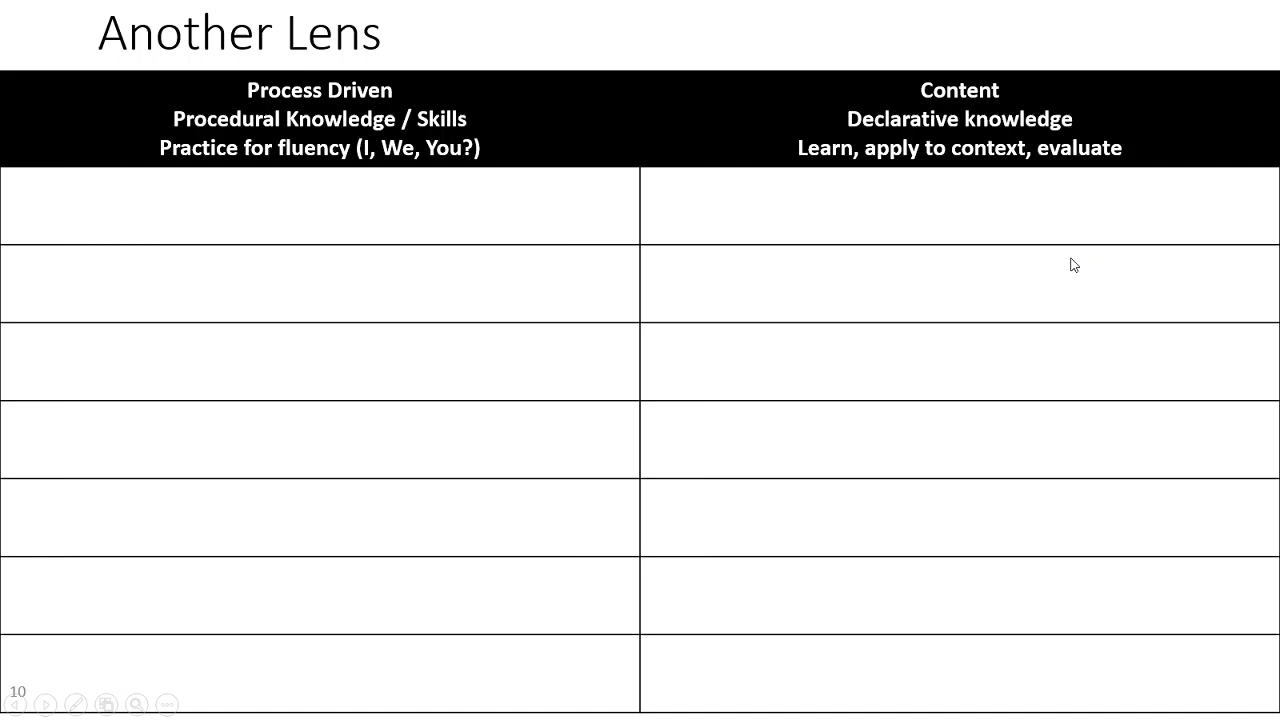 Another Lens
Process Driven
Procedural Knowledge / Skills
Practice for fluency (I, We, You?)
Content
Declarative knowledge
Learn, apply to context, evaluate
10